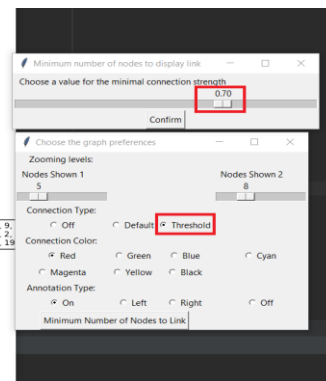 Minimum number of nodes to display link
Choose a value for the minimal connection strength
0.70
Confirm
Choose the graph preferences
Zooming levels:
Nodes Shown 1 Nodes Shown 2
5 8
Connection Type:
Off Default Threshold
Connection Color:
Red Green Blue Cyan
Magenta Yellow Black
Annotation Type:
On Left Right Off
Minimum Number of Nodes to Link
9,
2,
19